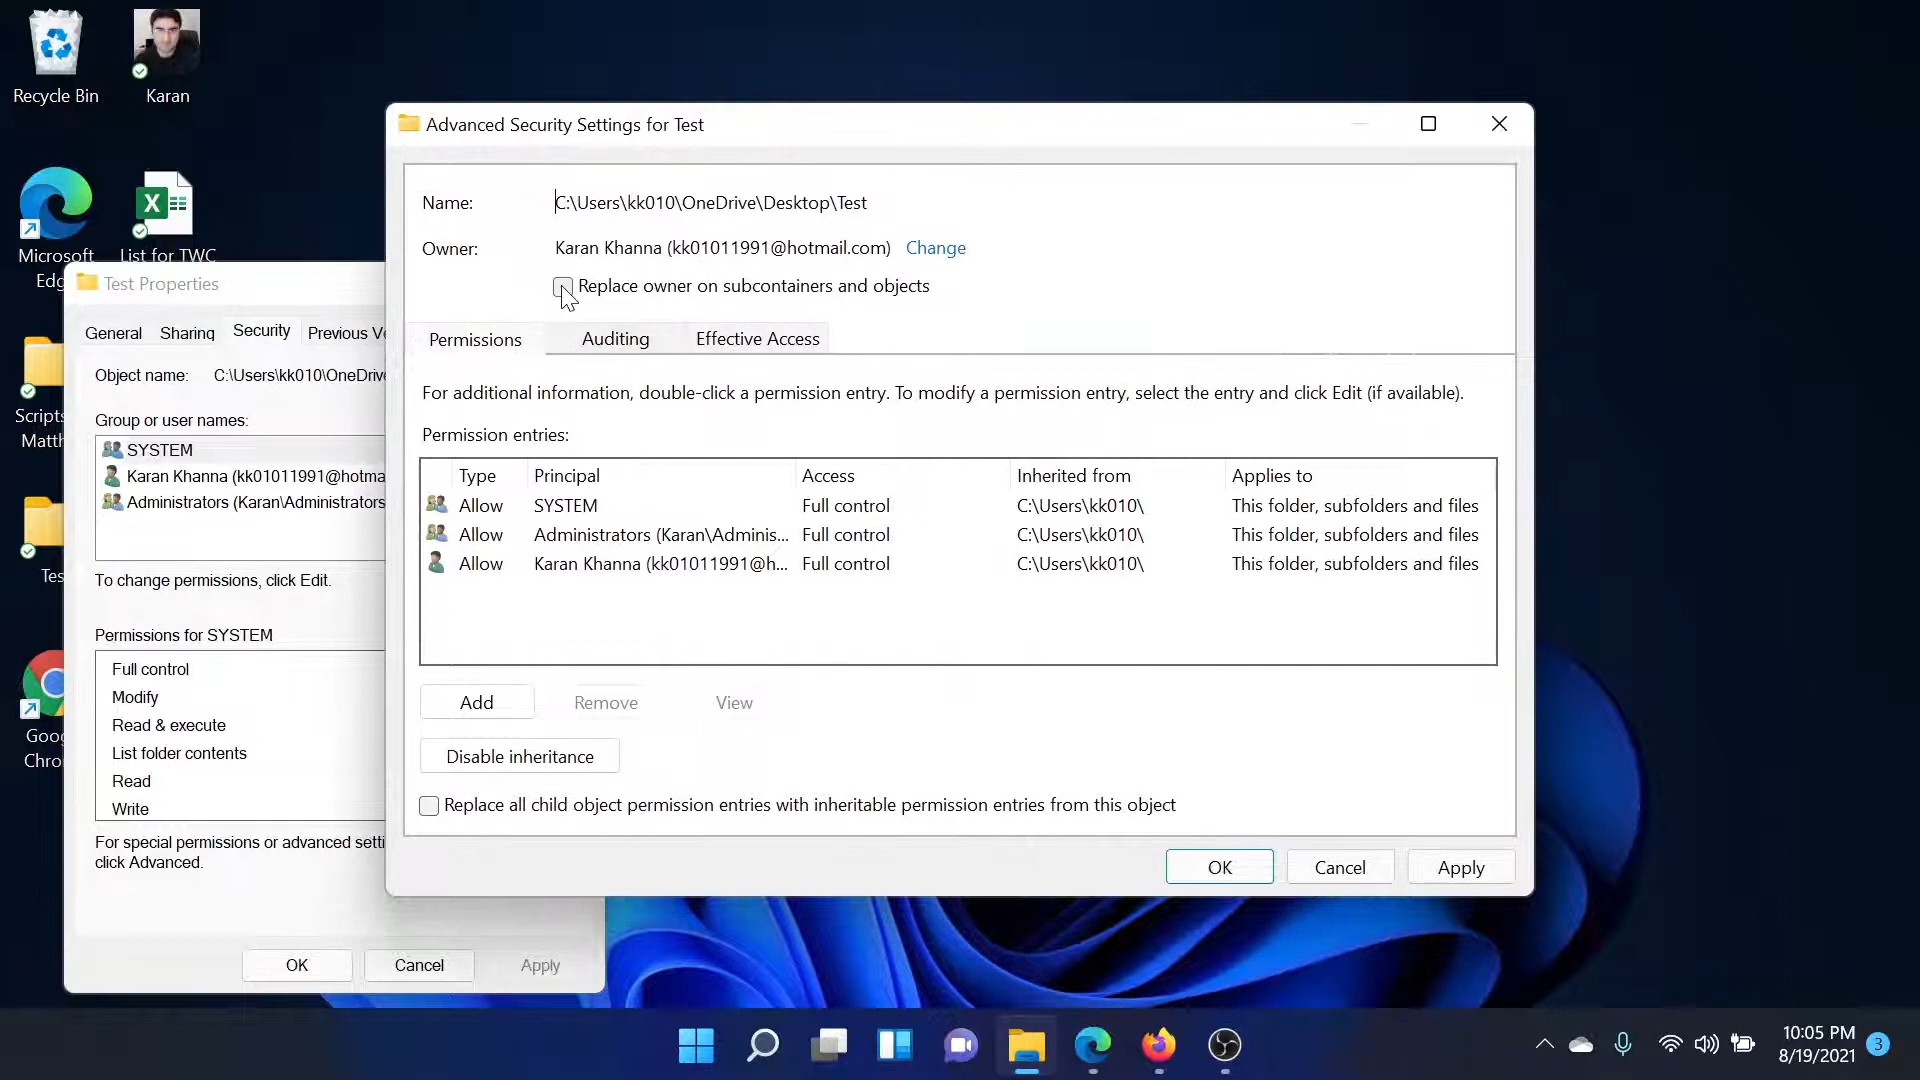 Recycle Bin
Karan
Microsoft
Edg
List for TWC
Scripts
Matth
Tes
Goog
Chro
Test Properties
General
Sharing
Security
Previous Ve
Object name: C:\Users\kk010\OneDrive
Group or user names:
SYSTEM
Karan Khanna (kk01011991@hotma
Administrators (Karan\Administrators
To change permissions, click Edit.
Permissions for SYSTEM
Full control
Modify
Read & execute
List folder contents
Read
Write
For special permissions or advanced setti
click Advanced.
OK
Cancel
Apply
Advanced Security Settings for Test
Name: C:\Users\kk010\OneDrive\Desktop\Test
Owner: Karan Khanna (kk01011991@hotmail.com) Change
Replace owner on subcontainers and objects
Permissions
Auditing
Effective Access
For additional information, double-click a permission entry. To modify a permission entry, select the entry and click Edit (if available).
Permission entries:
Type Principal Access Inherited from Applies to
Allow SYSTEM Full control C:\Users\kk010\ This folder, subfolders and files
Allow Administrators (Karan\Adminis... Full control C:\Users\kk010\ This folder, subfolders and files
Allow Karan Khanna (kk01011991@h... Full control C:\Users\kk010\ This folder, subfolders and files
Add
Remove
View
Disable inheritance
Replace all child object permission entries with inheritable permission entries from this object
OK
Cancel
Apply
10:05 PM
8/19/2021
3